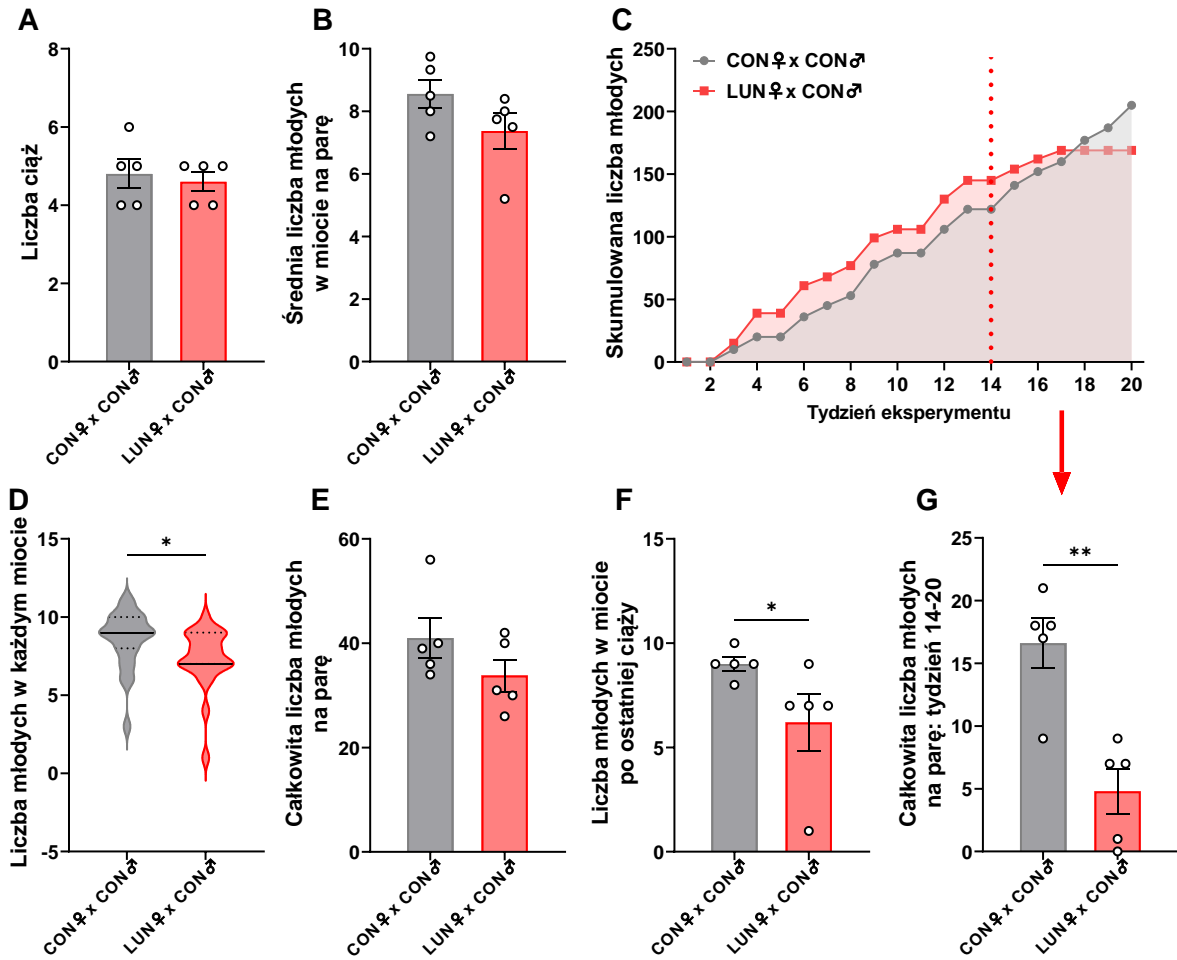 A
Liczba ciąż
8
6
4
2
0
CON♀ x CON♂
LUN♀ x CON♂
B
Średnia liczba młodych
w miocie na parę
10
8
6
4
2
0
CON♀ x CON♂
LUN♀ x CON♂
C
Skumulowana liczba młodych
250
200
150
100
50
0
CON♀ x CON♂
LUN♀ x CON♂
2 4 6 8 10 12 14 16 18 20
Tydzień eksperymentu
D
Liczba młodych w każdym miocie
15
10
5
0
-5
*
CON♀ x CON♂
LUN♀ x CON♂
E
Całkowita liczba młodych
na parę
60
40
20
0
CON♀ x CON♂
LUN♀ x CON♂
F
Liczba młodych w miocie
po ostatniej ciąży
15
10
5
0
*
CON♀ x CON♂
LUN♀ x CON♂
G
Całkowita liczba młodych
na parę: tydzień 14-20
25
20
15
10
5
0
**
CON♀ x CON♂
LUN♀ x CON♂